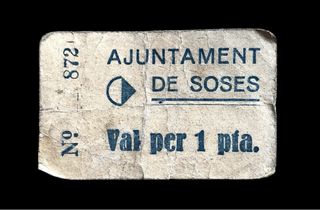 Nº 872
AJUNTAMENT
DE SOSES
Val per 1 pta.